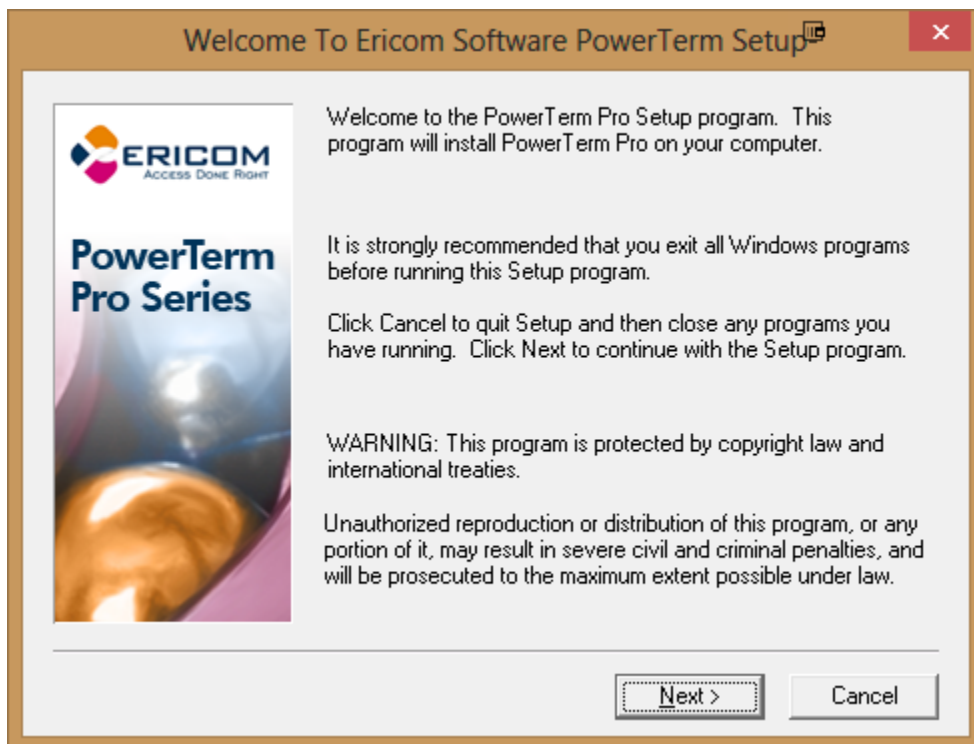 Welcome To Ericom Software PowerTerm Setup
ERICOM
ACCESS DONE RIGHT
PowerTerm
Pro Series
Welcome to the PowerTerm Pro Setup program.  This
program will install PowerTerm Pro on your computer.
It is strongly recommended that you exit all Windows programs
before running this Setup program.
Click Cancel to quit Setup and then close any programs you
have running.  Click Next to continue with the Setup program.
WARNING: This program is protected by copyright law and
international treaties.
Unauthorized reproduction or distribution of this program, or any
portion of it, may result in severe civil and criminal penalties, and
will be prosecuted to the maximum extent possible under law.
Next >
Cancel